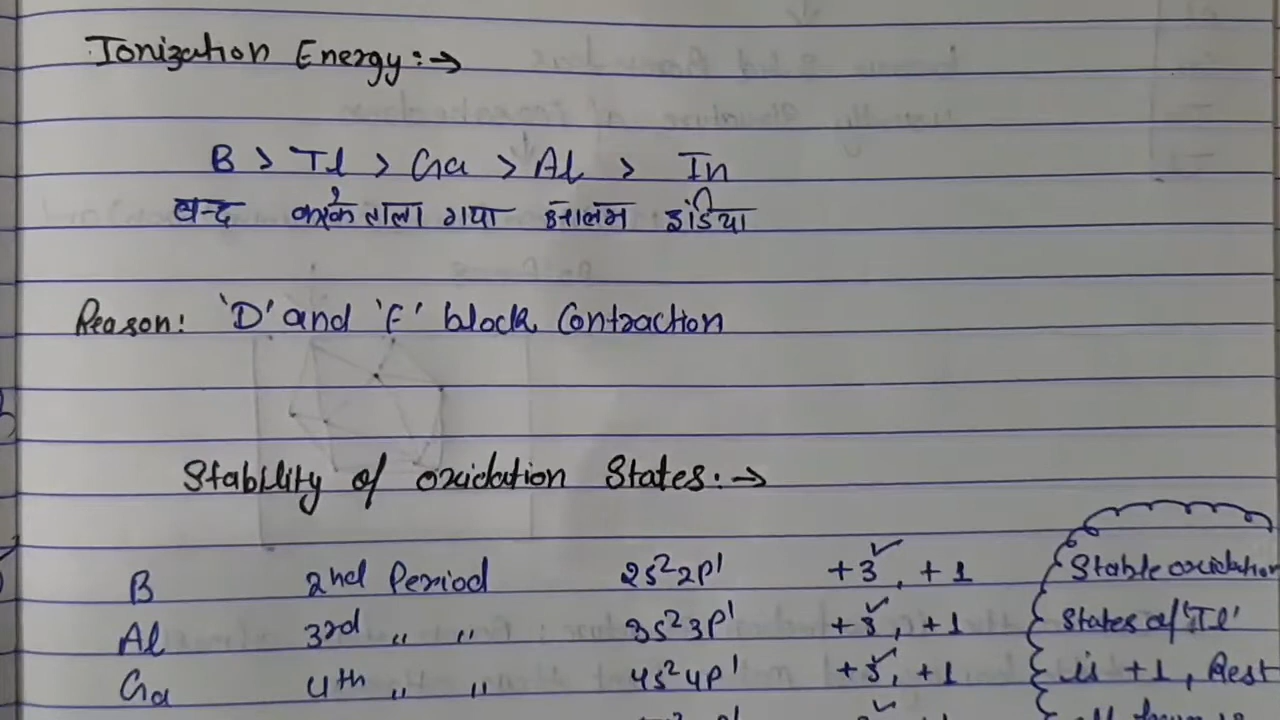 Ionization Energy:→
B > Tl > Ga > Al > In
बन्द करके ताला गया आलम इंडिया
Reason: 'D' and 'F' block Contraction
Stability of oxidation States:→
B 2nd Period 2s²2p¹ +3✓, +1 Stable oxidation
Al 3rd ,, ,, 3s²3p¹ +3✓, +1 States of 'Tl'
Ga 4th ,, ,, 4s²4p¹ +3✓, +1 is +1, Rest